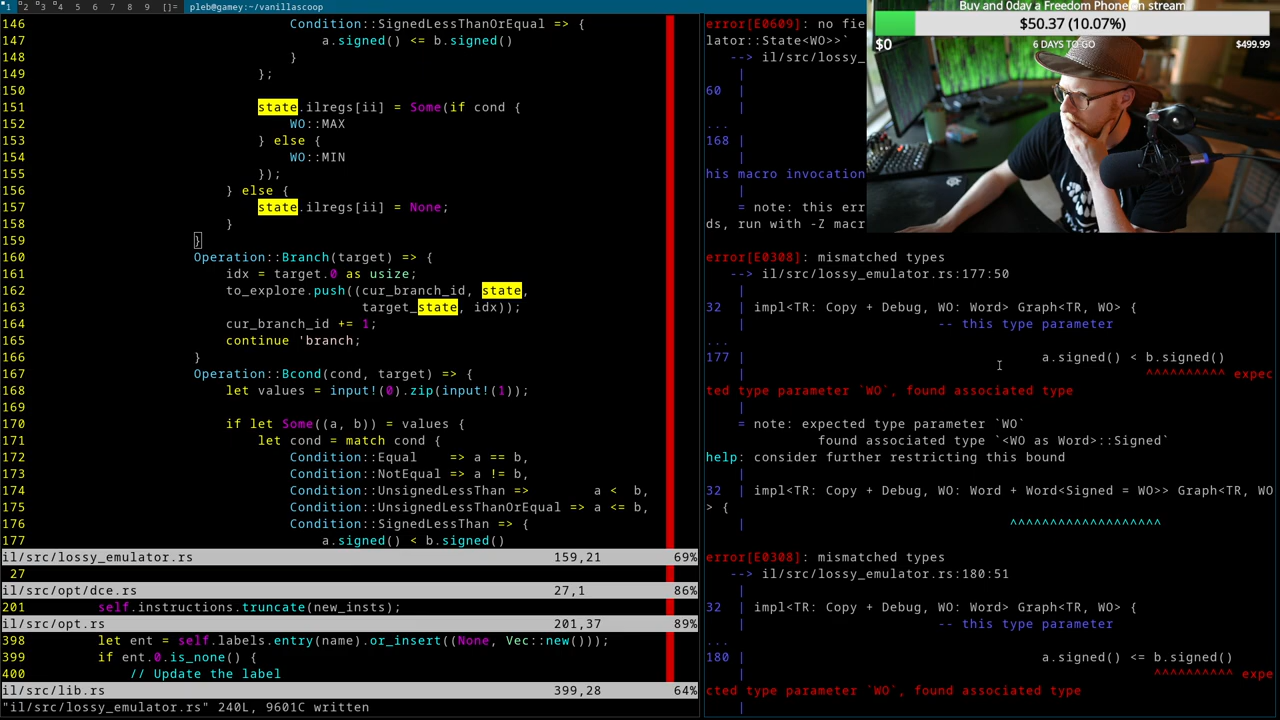 1 2 3 4 5 6 7 8 9 []= pleb@gamey:~/vanillascoop
146 Condition::SignedLessThanOrEqual => {
147 a.signed() <= b.signed()
148 }
149 };
150
151 state.ilregs[ii] = Some(if cond {
152 WO::MAX
153 } else {
154 WO::MIN
155 });
156 } else {
157 state.ilregs[ii] = None;
158 }
159 }
160 Operation::Branch(target) => {
161 idx = target.0 as usize;
162 to_explore.push((cur_branch_id, state,
163 target_state, idx));
164 cur_branch_id += 1;
165 continue 'branch;
166 }
167 Operation::Bcond(cond, target) => {
168 let values = input!(0).zip(input!(1));
169
170 if let Some((a, b)) = values {
171 let cond = match cond {
172 Condition::Equal => a == b,
173 Condition::NotEqual => a != b,
174 Condition::UnsignedLessThan => a < b,
175 Condition::UnsignedLessThanOrEqual => a <= b,
176 Condition::SignedLessThan => {
177 a.signed() < b.signed()
il/src/lossy_emulator.rs 159,21 69%
27
il/src/opt/dce.rs 27,1 86%
201 self.instructions.truncate(new_insts);
il/src/opt.rs 201,37 89%
398 let ent = self.labels.entry(name).or_insert((None, Vec::new()));
399 if ent.0.is_none() {
400 // Update the label
il/src/lib.rs 399,28 64%
"il/src/lossy_emulator.rs" 240L, 9601C written
error[E0609]: no fie
lator::State<WO>>`
--> il/src/lossy_
|
60 |
|
...
168 |
|
his macro invocation
|
= note: this err
ds, run with -Z macr
error[E0308]: mismatched types
--> il/src/lossy_emulator.rs:177:50
|
32 | impl<TR: Copy + Debug, WO: Word> Graph<TR, WO> {
| -- this type parameter
...
177 | a.signed() < b.signed()
| ^^^^^^^^^^ expec
ted type parameter `WO`, found associated type
|
= note: expected type parameter `WO`
found associated type `<WO as Word>::Signed`
help: consider further restricting this bound
|
32 | impl<TR: Copy + Debug, WO: Word + Word<Signed = WO>> Graph<TR, WO
> {
| ^^^^^^^^^^^^^^^^^^^
error[E0308]: mismatched types
--> il/src/lossy_emulator.rs:180:51
|
32 | impl<TR: Copy + Debug, WO: Word> Graph<TR, WO> {
| -- this type parameter
...
180 | a.signed() <= b.signed()
| ^^^^^^^^^^ expe
cted type parameter `WO`, found associated type
|
Buy and 0day a Freedom Phone on stream
$50.37 (10.07%)
$0 6 DAYS TO GO $499.99